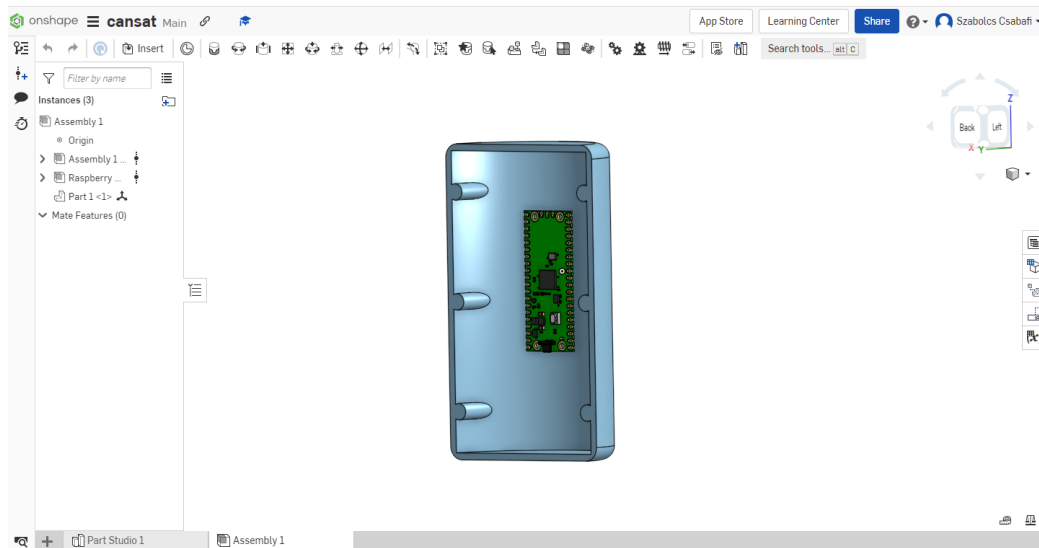 onshape cansat Main App Store Learning Center Share Szabolcs Csabafi
Insert Search tools... alt C
Filter by name
Instances (3)
Assembly 1
Origin
Assembly 1 ...
Raspberry ...
Part 1 <1>
Mate Features (0)
Z
Back Left
X Y
Part Studio 1 Assembly 1